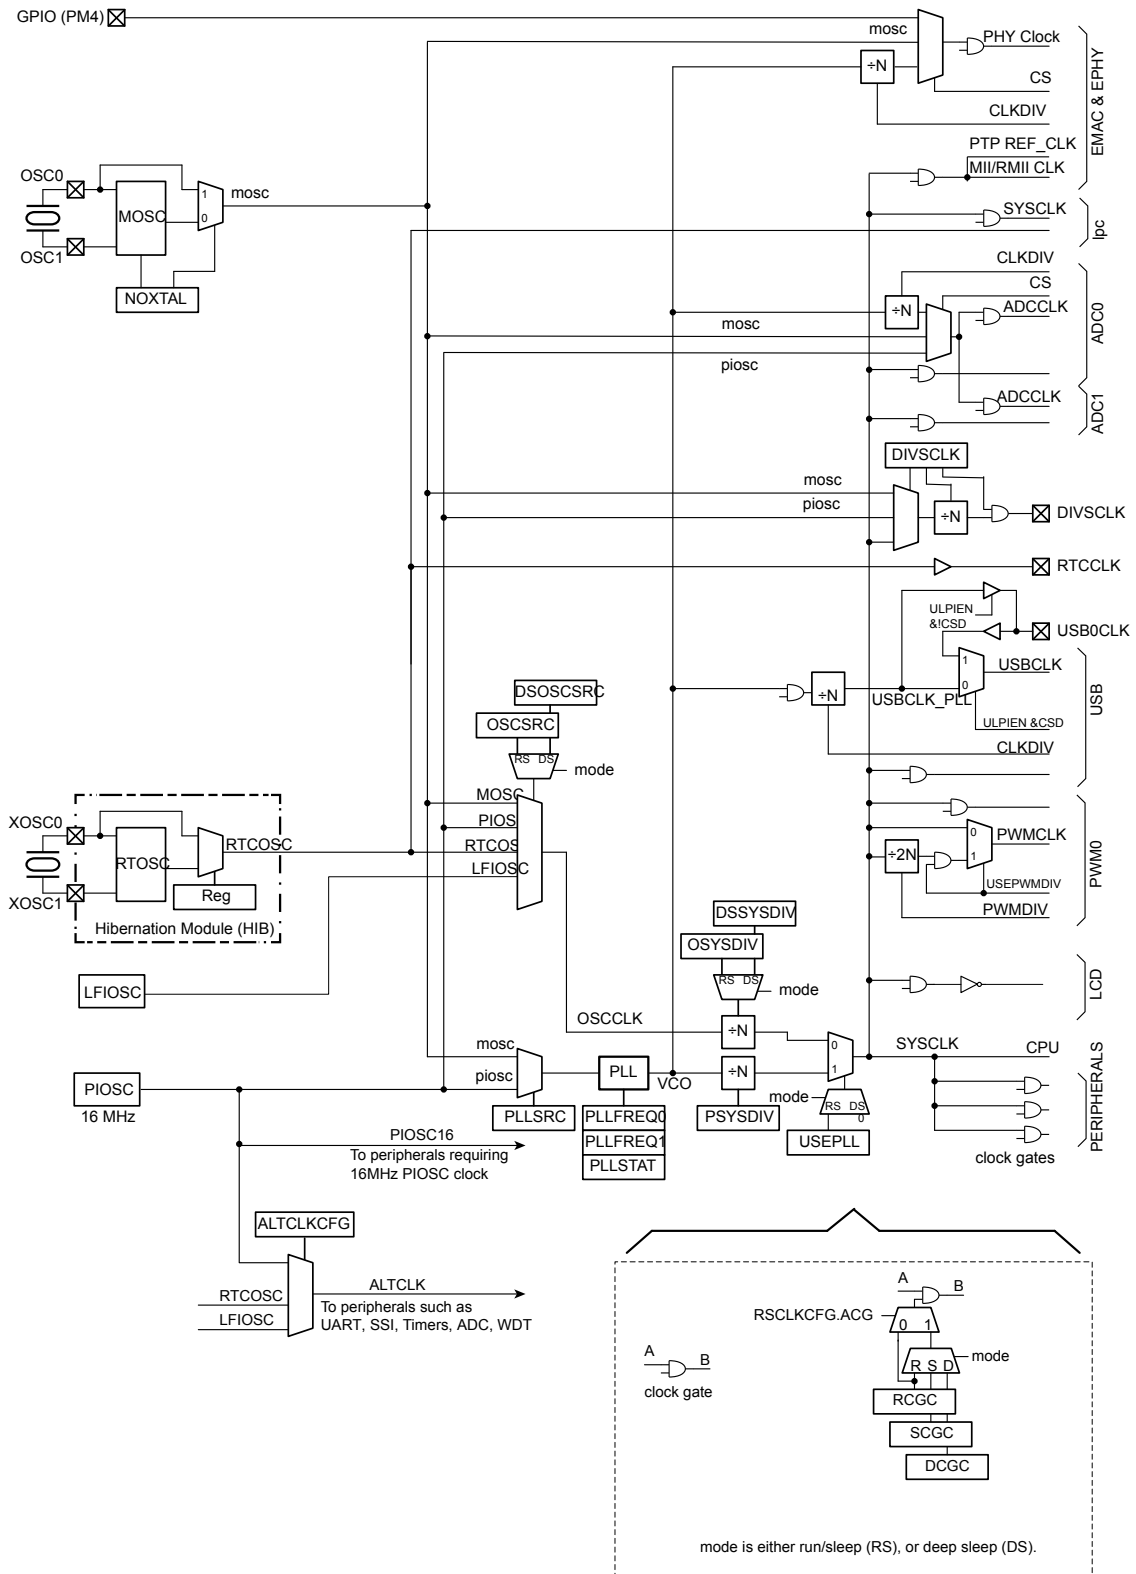 GPIO (PM4)
mosc
PHY Clock
÷N
CS
CLKDIV
EMAC & EPHY
PTP REF_CLK
MII/RMII CLK
OSC0
MOSC
1
0
mosc
OSC1
NOXTAL
SYSCLK
lpc
CLKDIV
CS
÷N
ADCCLK
mosc
piosc
ADC0
ADCCLK
ADC1
DIVSCLK
mosc
piosc
÷N
DIVSCLK
RTCCLK
ULPIEN
&!CSD
USB0CLK
1
0
USBCLK
÷N
USBCLK_PLL
ULPIEN &CSD
CLKDIV
USB
DSOSCSRC
OSCSRC
RS DS
mode
MOSC
PIOS
RTCOS
LFIOSC
XOSC0
RTOSC
RTCOSC
Reg
XOSC1
Hibernation Module (HIB)
0
1
PWMCLK
÷2N
USEPWMDIV
PWMDIV
PWM0
DSSYSDIV
OSYSDIV
RS DS
mode
LFIOSC
LCD
OSCCLK
÷N
0
1
SYSCLK
CPU
mosc
piosc
PLL
VCO
÷N
PIOSC
16 MHz
PLLSRC
PLLFREQ0
PLLFREQ1
PLLSTAT
PSYSDIV
mode
RS DS
0
USEPLL
PERIPHERALS
clock gates
PIOSC16
To peripherals requiring
16MHz PIOSC clock
ALTCLKCFG
RTCOSC
LFIOSC
ALTCLK
To peripherals such as
UART, SSI, Timers, ADC, WDT
A
B
RSCLKCFG.ACG
0 1
A
B
clock gate
mode
R S D
RCGC
SCGC
DCGC
mode is either run/sleep (RS), or deep sleep (DS).